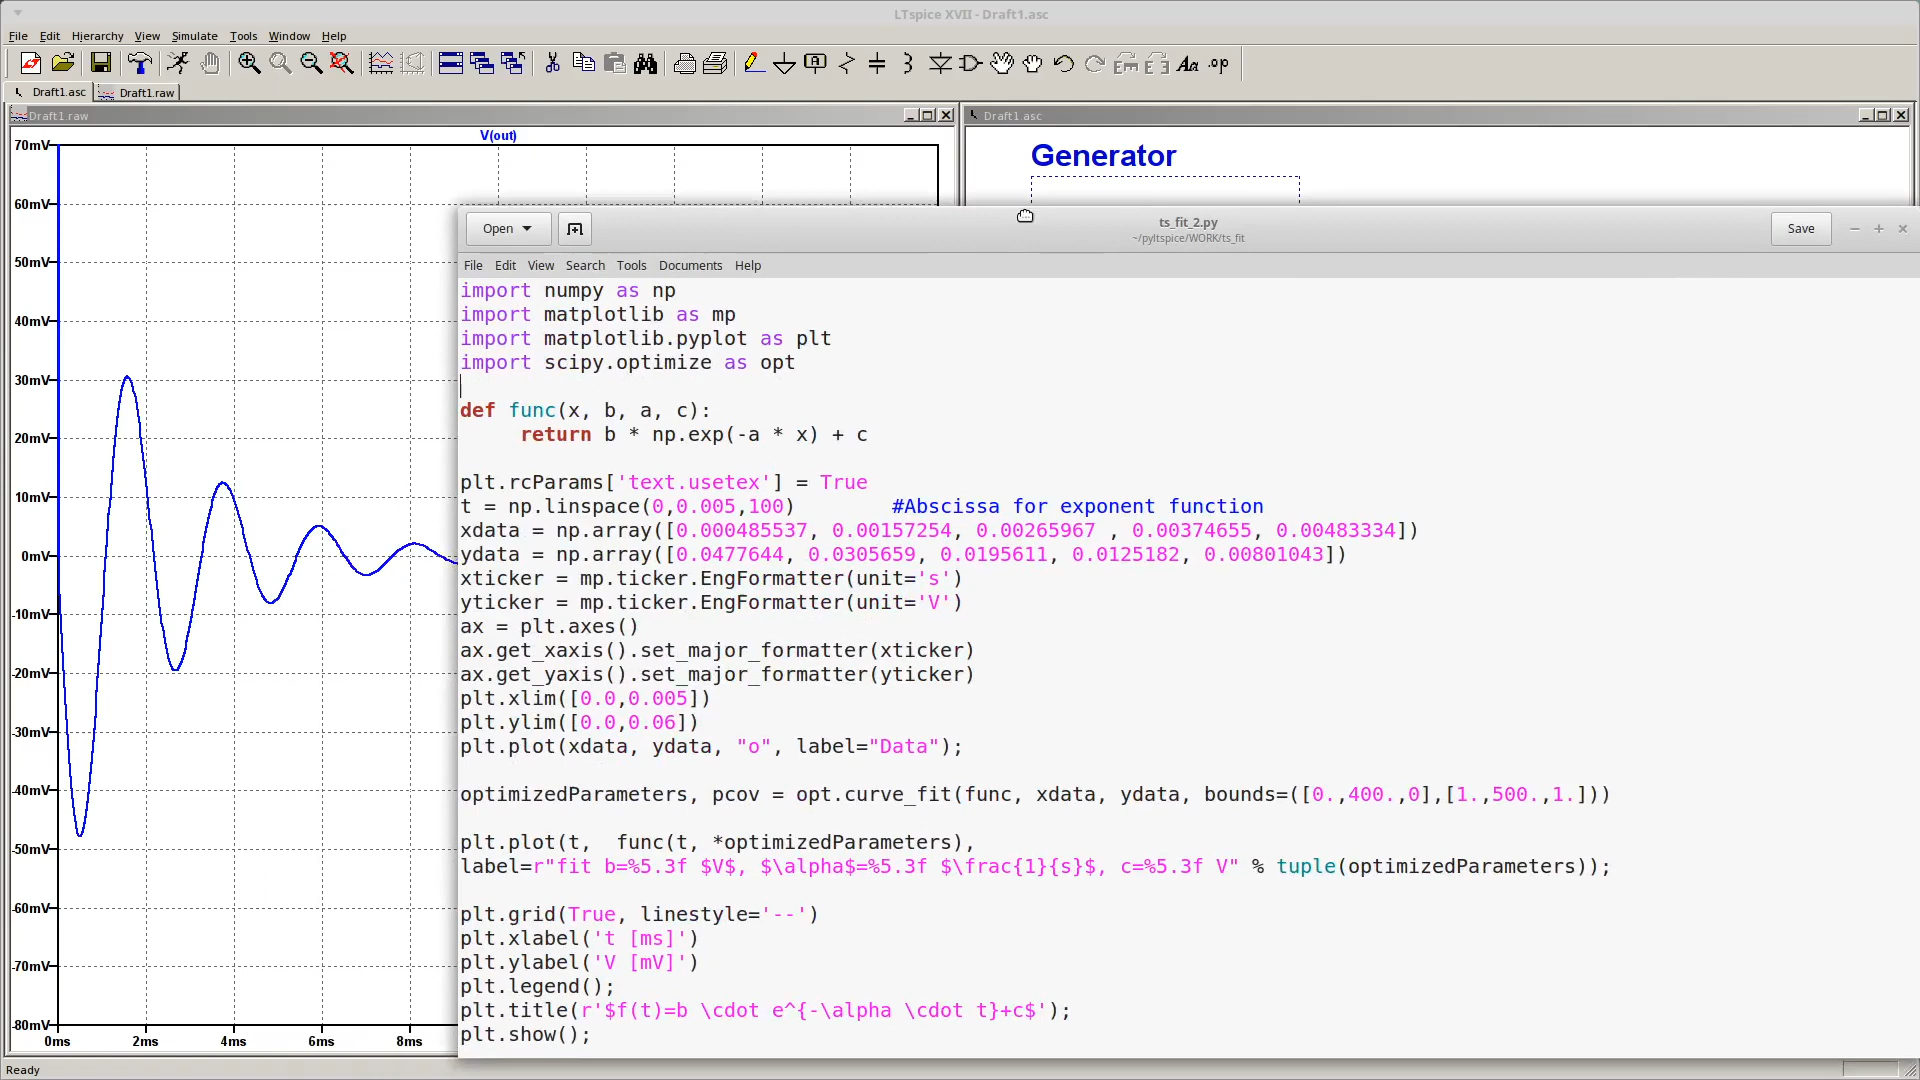 LTspice XVII - Draft1.asc
File Edit Hierarchy View Simulate Tools Window Help
Draft1.asc Draft1.raw
Draft1.raw
V(out)
70mV
60mV
50mV
40mV
30mV
20mV
10mV
0mV
-10mV
-20mV
-30mV
-40mV
-50mV
-60mV
-70mV
-80mV
0ms 2ms 4ms 6ms 8ms
Draft1.asc
Generator
Open
ts_fit_2.py
~/pyltspice/WORK/ts_fit
Save
File Edit View Search Tools Documents Help
import numpy as np
import matplotlib as mp
import matplotlib.pyplot as plt
import scipy.optimize as opt
def func(x, b, a, c):
     return b * np.exp(-a * x) + c
plt.rcParams['text.usetex'] = True
t = np.linspace(0,0.005,100)        #Abscissa for exponent function
xdata = np.array([0.000485537, 0.00157254, 0.00265967 , 0.00374655, 0.00483334])
ydata = np.array([0.0477644, 0.0305659, 0.0195611, 0.0125182, 0.00801043])
xticker = mp.ticker.EngFormatter(unit='s')
yticker = mp.ticker.EngFormatter(unit='V')
ax = plt.axes()
ax.get_xaxis().set_major_formatter(xticker)
ax.get_yaxis().set_major_formatter(yticker)
plt.xlim([0.0,0.005])
plt.ylim([0.0,0.06])
plt.plot(xdata, ydata, "o", label="Data");
optimizedParameters, pcov = opt.curve_fit(func, xdata, ydata, bounds=([0.,400.,0],[1.,500.,1.]))
plt.plot(t,  func(t, *optimizedParameters),
label=r"fit b=%5.3f $V$, $\alpha$=%5.3f $\frac{1}{s}$, c=%5.3f V" % tuple(optimizedParameters));
plt.grid(True, linestyle='--')
plt.xlabel('t [ms]')
plt.ylabel('V [mV]')
plt.legend();
plt.title(r'$f(t)=b \cdot e^{-\alpha \cdot t}+c$');
plt.show();
Ready